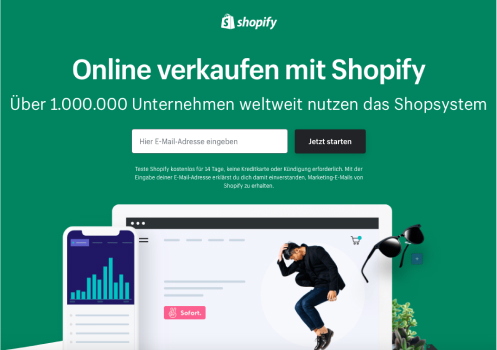 shopify
Online verkaufen mit Shopify
Über 1.000.000 Unternehmen weltweit nutzen das Shopsystem
Hier E-Mail-Adresse eingeben
Jetzt starten
Teste Shopify kostenlos für 14 Tage, keine Kreditkarte oder Kündigung erforderlich. Mit der
Eingabe deiner E-Mail-Adresse erklärst du dich damit einverstanden, Marketing-E-Mails von
Shopify zu erhalten.
Sofort.